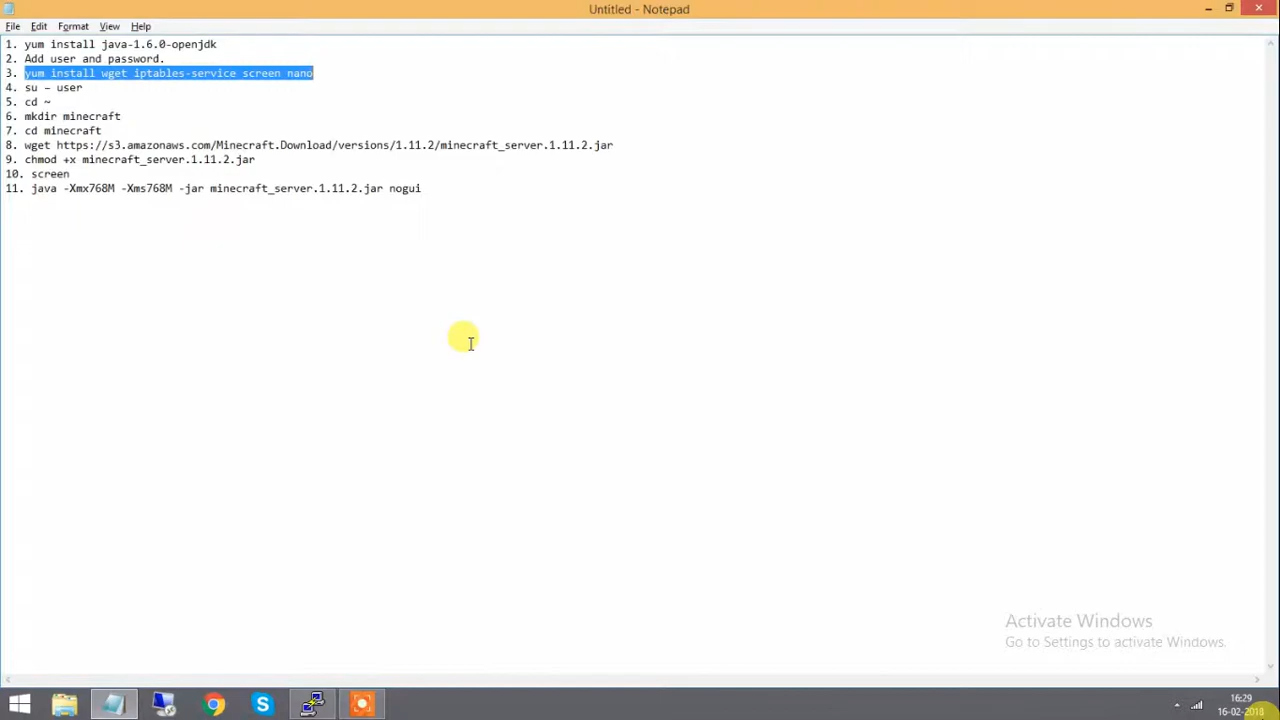 Untitled - Notepad
File Edit Format View Help
1. yum install java-1.6.0-openjdk
2. Add user and password.
3. yum install wget iptables-service screen nano
4. su – user
5. cd ~
6. mkdir minecraft
7. cd minecraft
8. wget https://s3.amazonaws.com/Minecraft.Download/versions/1.11.2/minecraft_server.1.11.2.jar
9. chmod +x minecraft_server.1.11.2.jar
10. screen
11. java -Xmx768M -Xms768M -jar minecraft_server.1.11.2.jar nogui
Activate Windows
Go to Settings to activate Windows.
16:29
16-02-2018